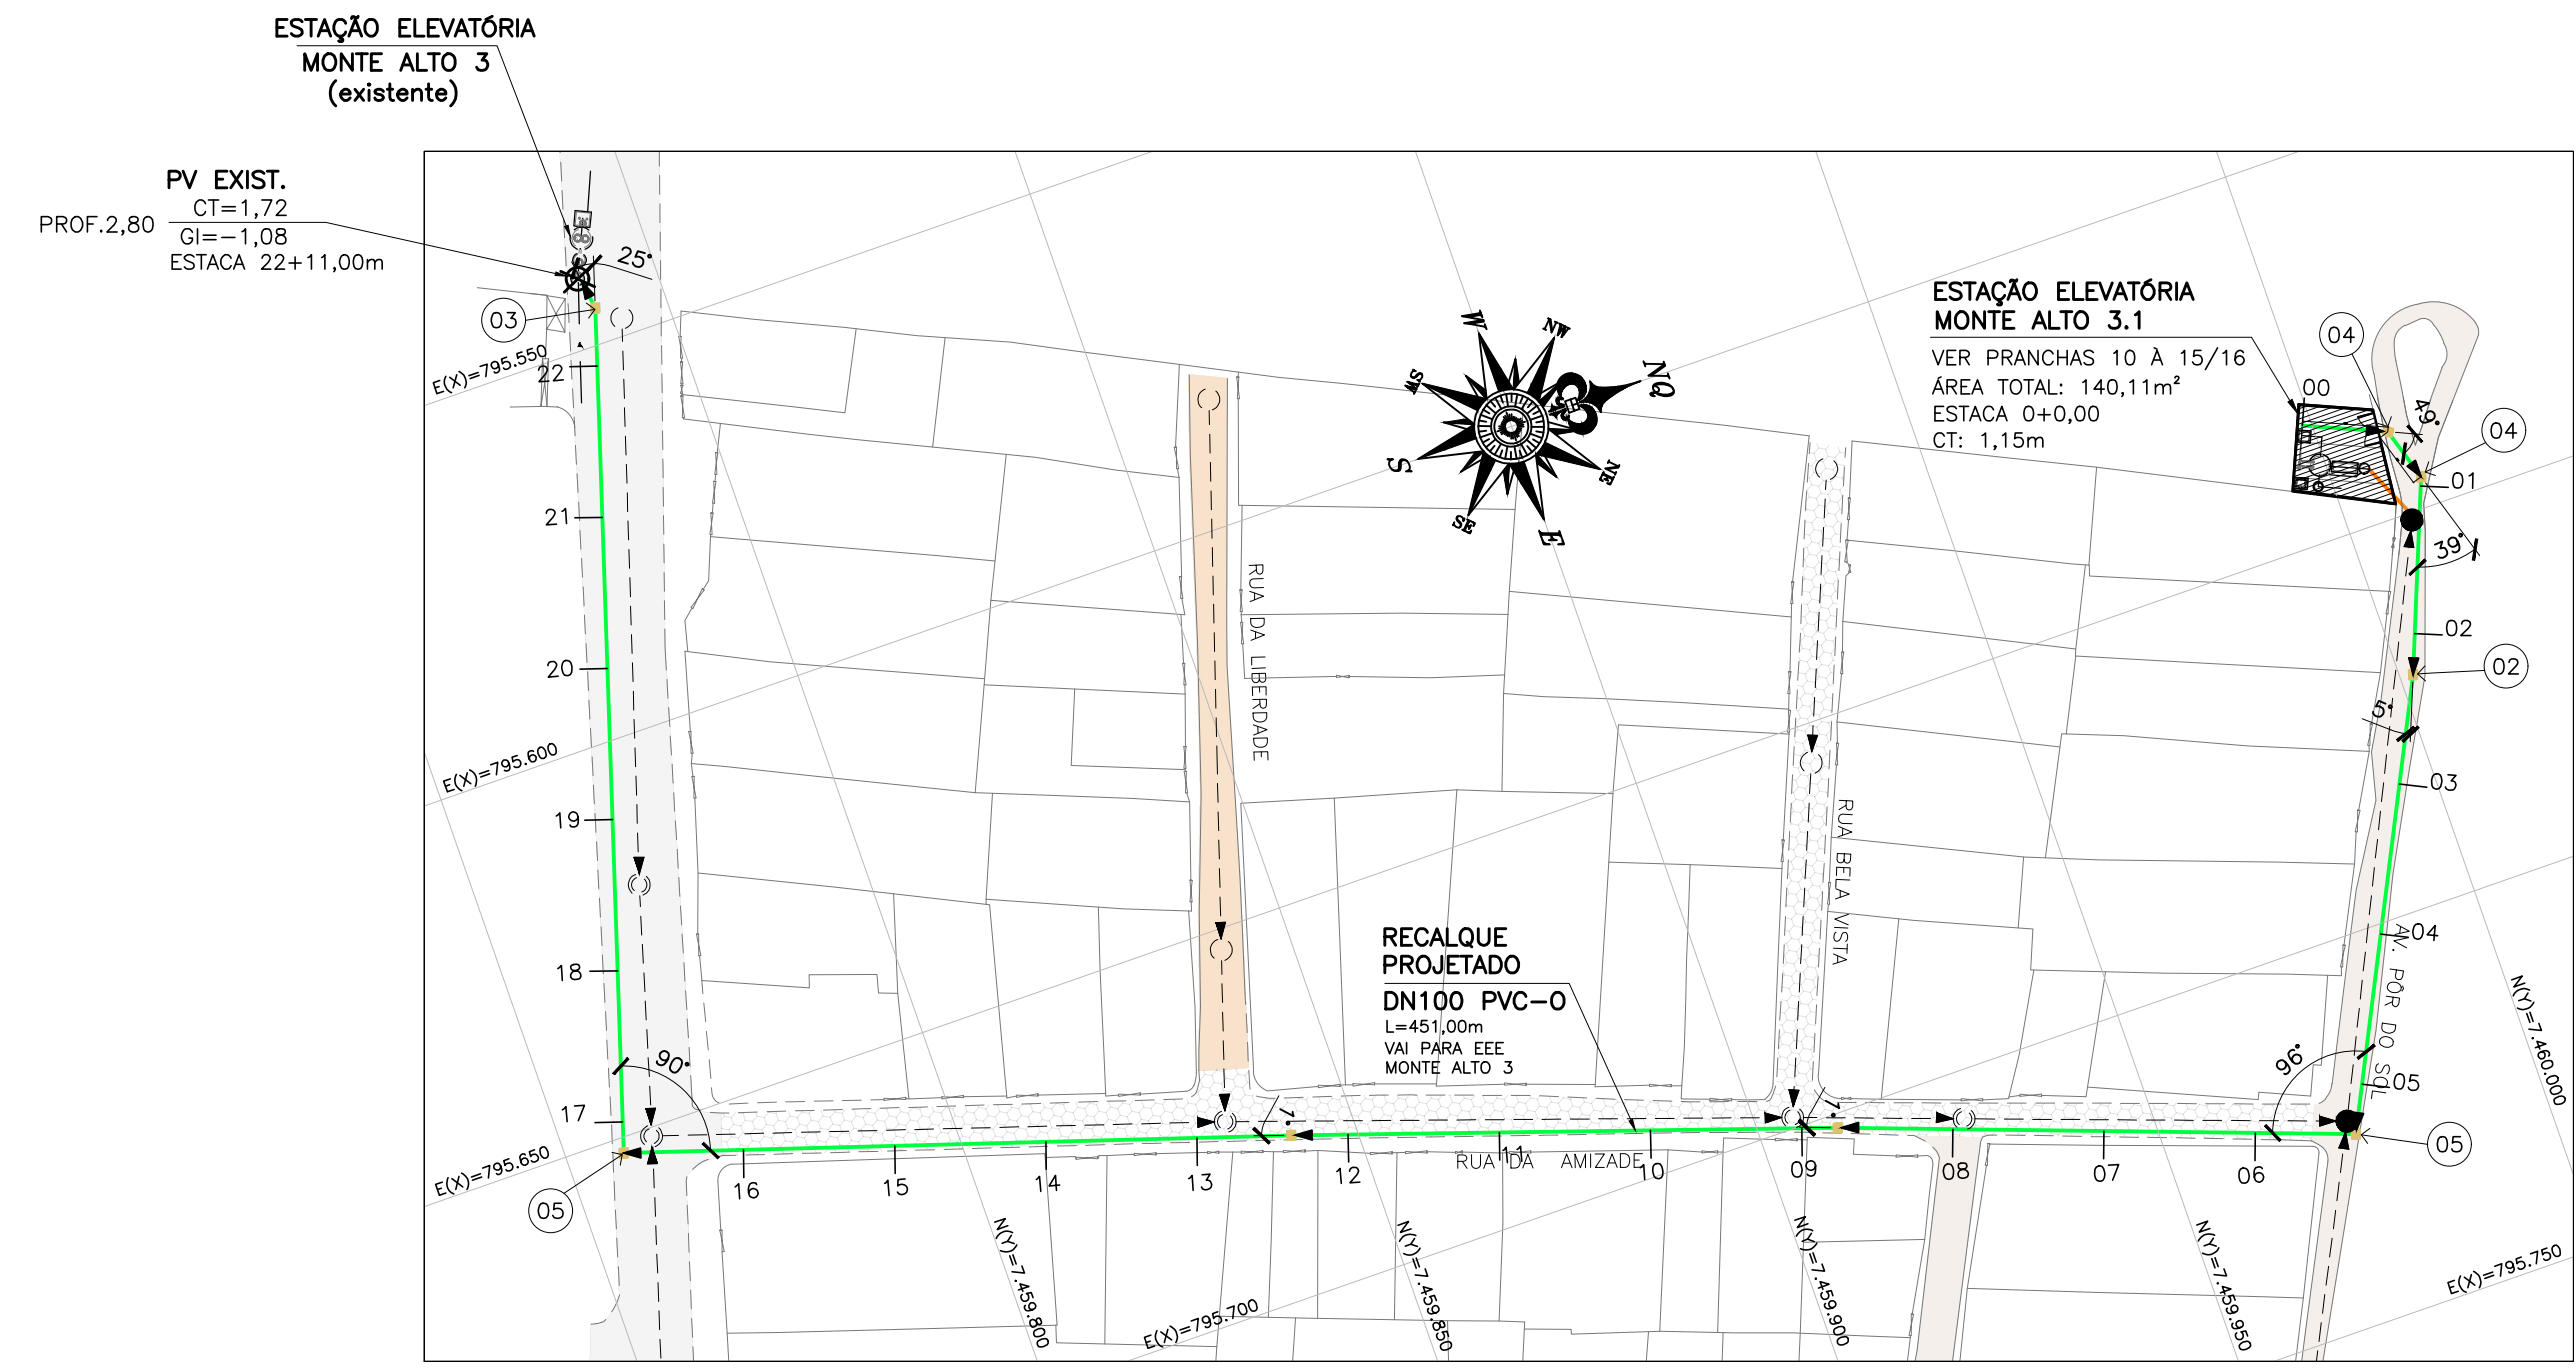 ESTAÇÃO ELEVATÓRIA
MONTE ALTO 3
(existente)
PV EXIST.
CT=1,72
PROF.2,80
GI=-1,08
ESTACA 22+11,00m
25°
03
E(X)=795.550
22
21
20
E(X)=795.600
19
18
90°
17
E(X)=795.650
05
16
15
14
13
12
11
10
09
08
07
06
RUA DA AMIZADE
1°
1°
RUA DA LIBERDADE
RUA BELA VISTA
W
NW
NQ
SW
S
NE
SE
E
RECALQUE
PROJETADO
DN100 PVC-O
L=451,00m
VAI PARA EEE
MONTE ALTO 3
ESTAÇÃO ELEVATÓRIA
MONTE ALTO 3.1
VER PRANCHAS 10 À 15/16
ÁREA TOTAL: 140,11m²
ESTACA 0+0,00
CT: 1,15m
00
04
49°
04
01
39°
02
02
5°
03
04
AV. PÔR DO SOL
96°
05
05
N(Y)=7.460.000
N(Y)=7.459.800
N(Y)=7.459.850
N(Y)=7.459.900
N(Y)=7.459.950
E(X)=795.700
E(X)=795.750